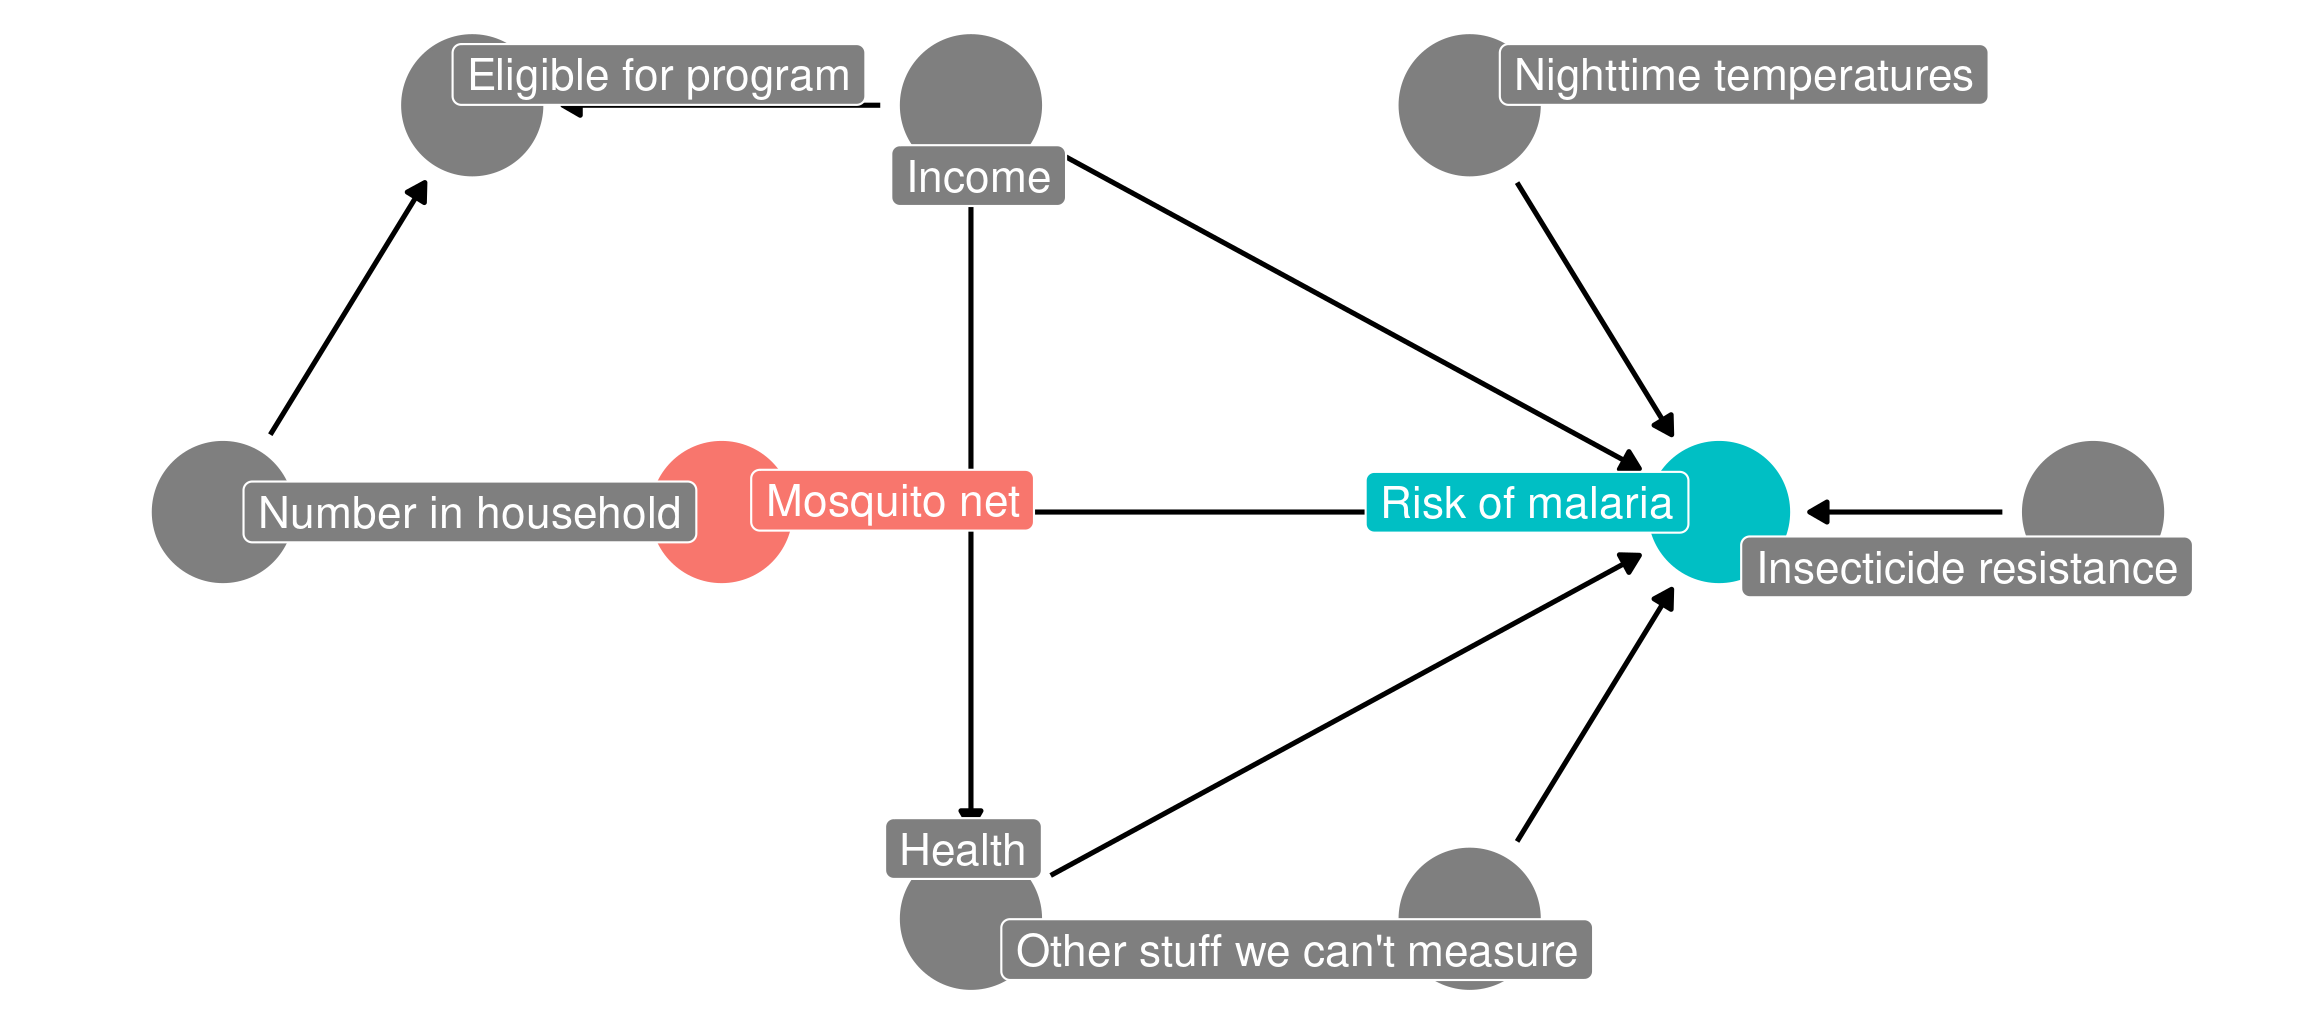 Eligible for program
Nighttime temperatures
Income
Number in household
Mosquito net
Risk of malaria
Insecticide resistance
Health
Other stuff we can't measure